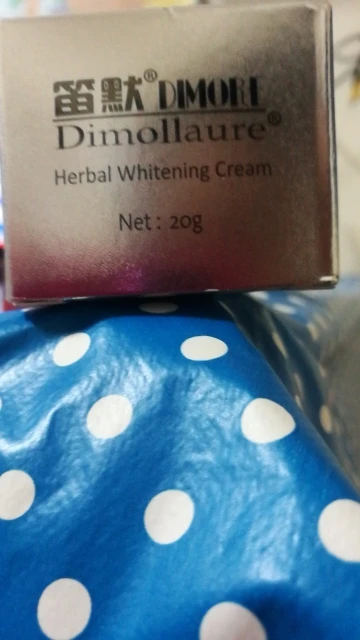 笛默® DIMORE
Dimollaure®
Herbal Whitening Cream
Net: 20g